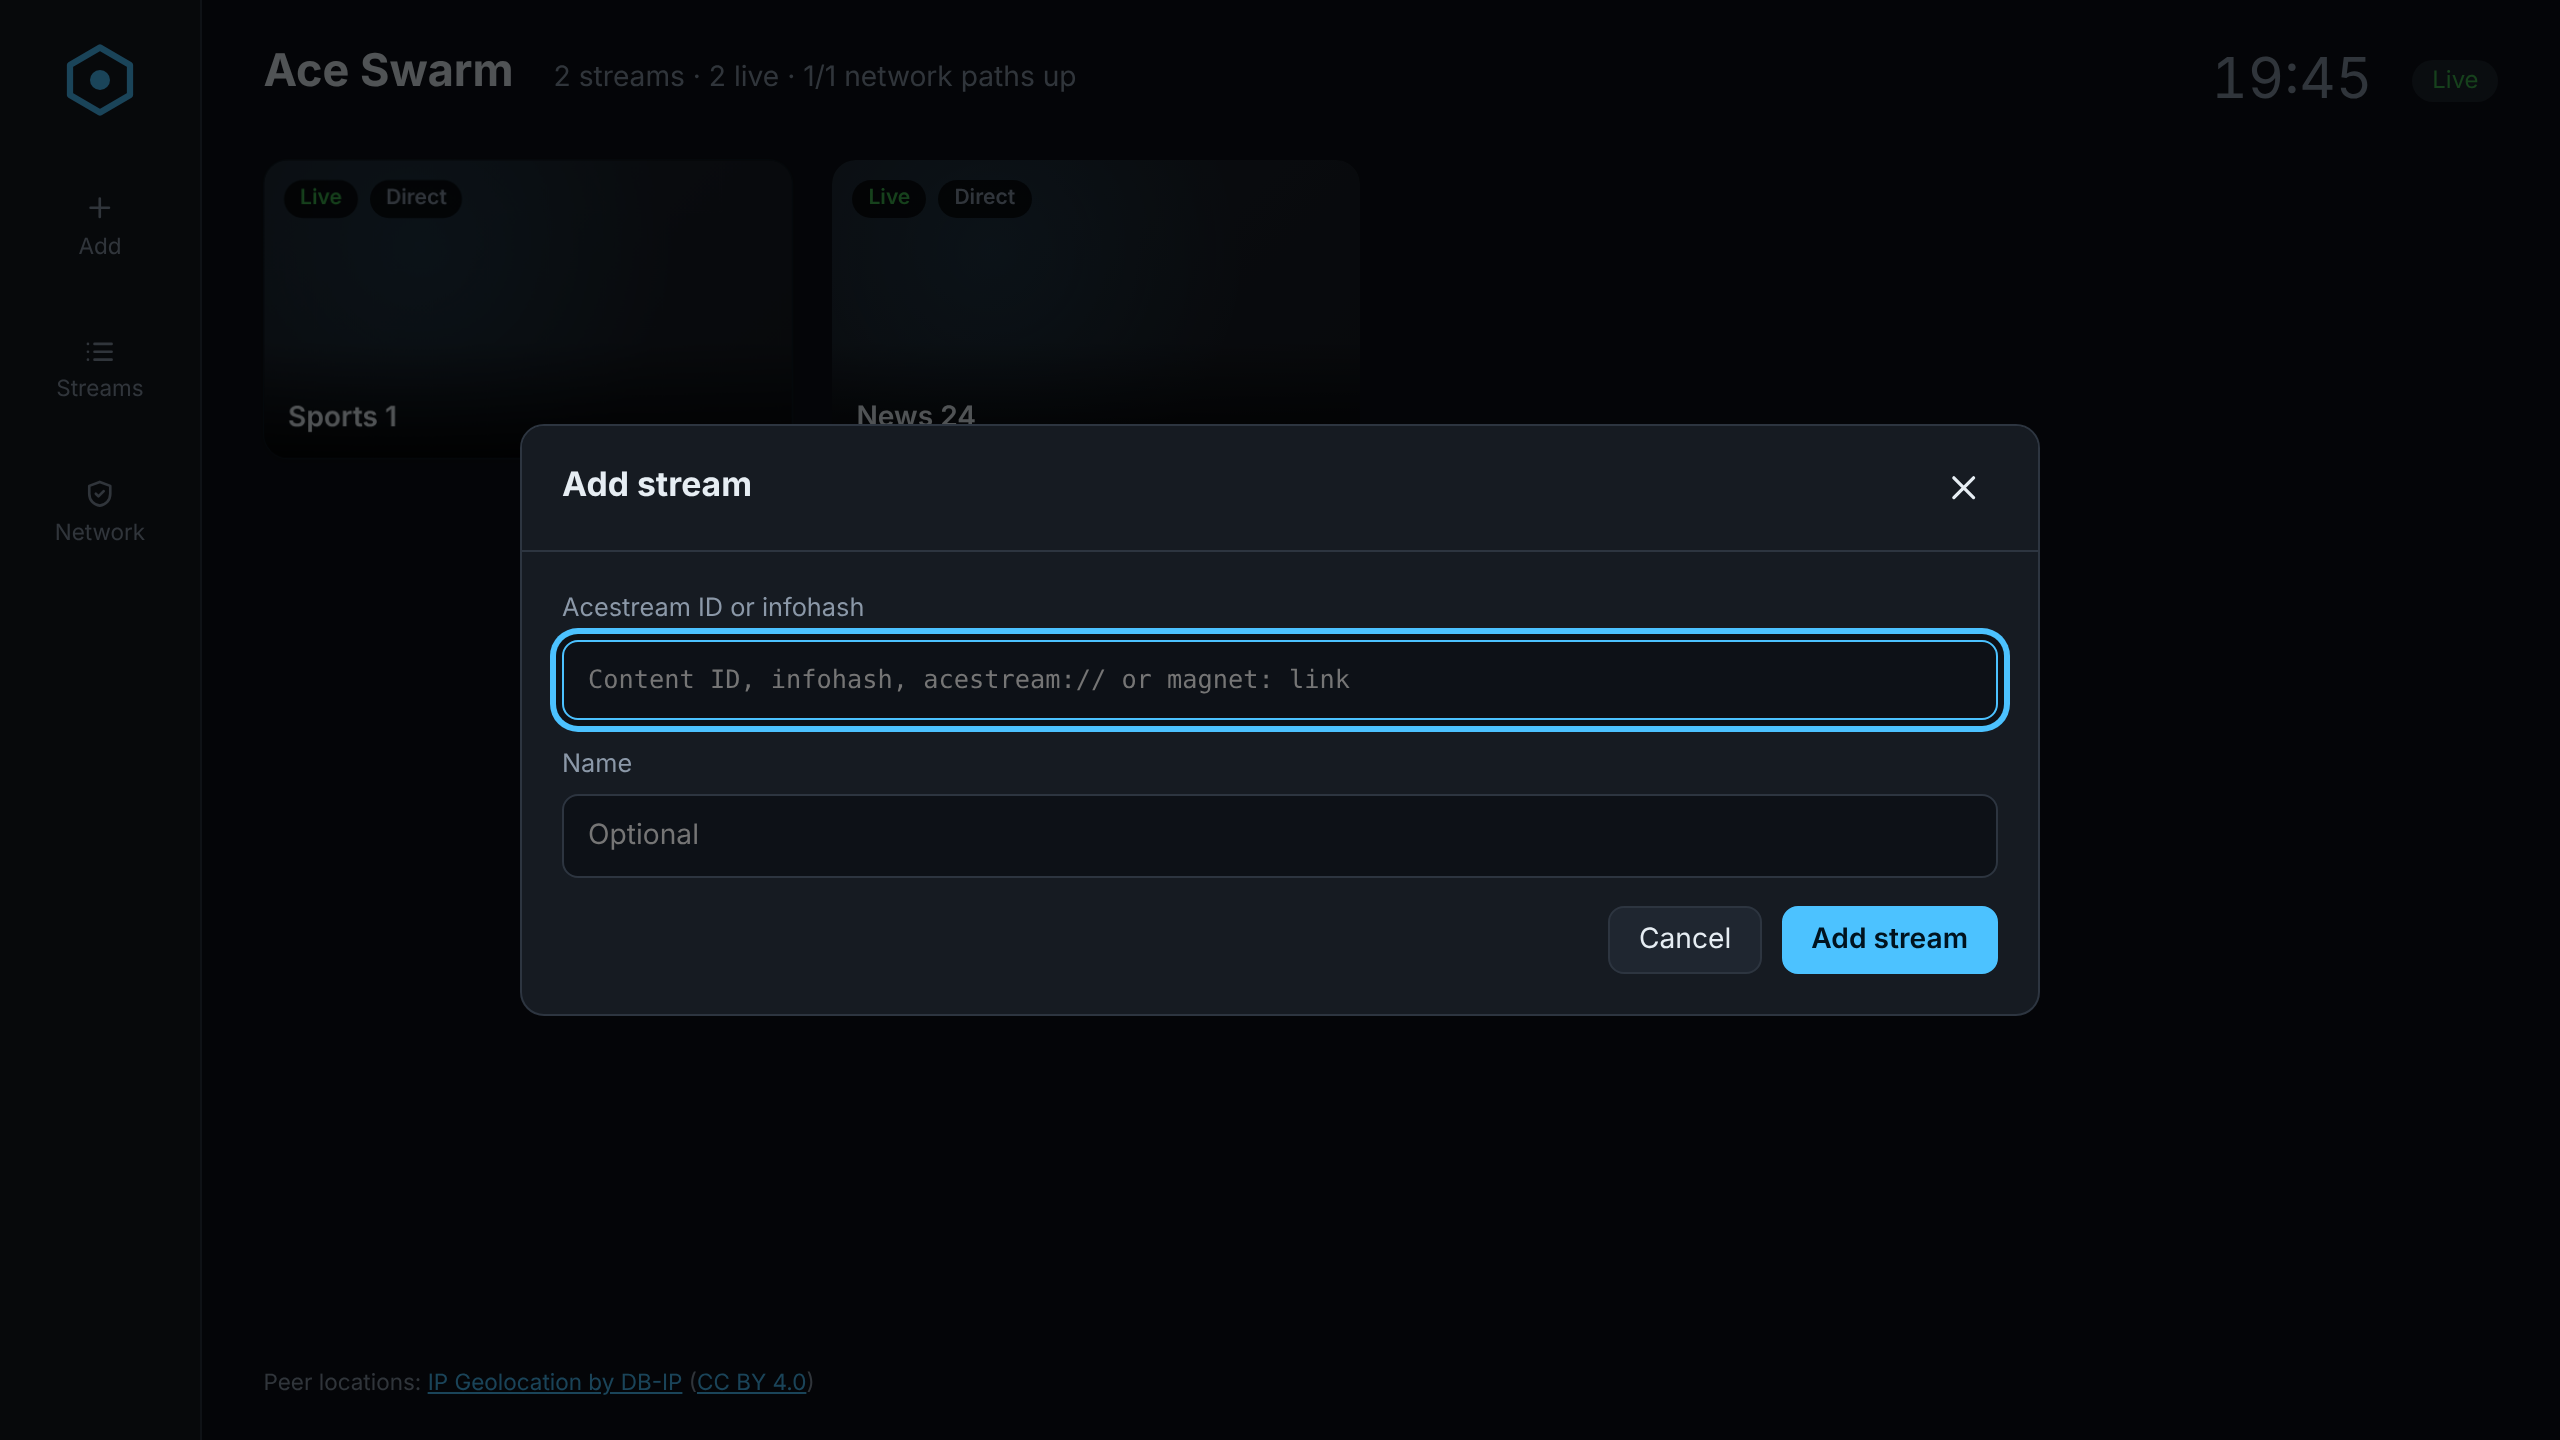 Ace Swarm 2 streams · 2 live · 1/1 network paths up 19:45 Live
Add
Streams
Network
Live Direct
Sports 1
Live Direct
News 24
Add stream
Acestream ID or infohash
Content ID, infohash, acestream:// or magnet: link
Name
Optional
Cancel Add stream
Peer locations: IP Geolocation by DB-IP (CC BY 4.0)